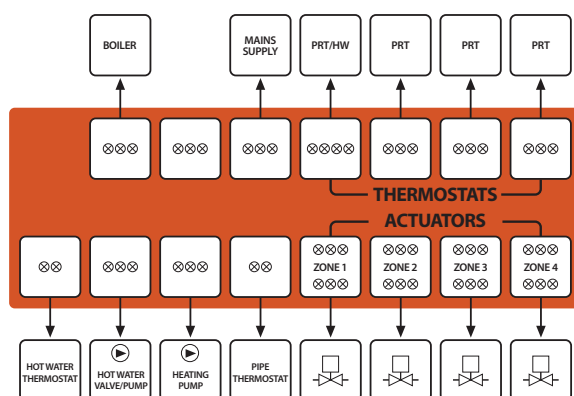 BOILER
MAINS
SUPPLY
PRT/HW
PRT
PRT
PRT
THERMOSTATS
ACTUATORS
ZONE 1
ZONE 2
ZONE 3
ZONE 4
HOT WATER
THERMOSTAT
HOT WATER
VALVE/PUMP
HEATING
PUMP
PIPE
THERMOSTAT